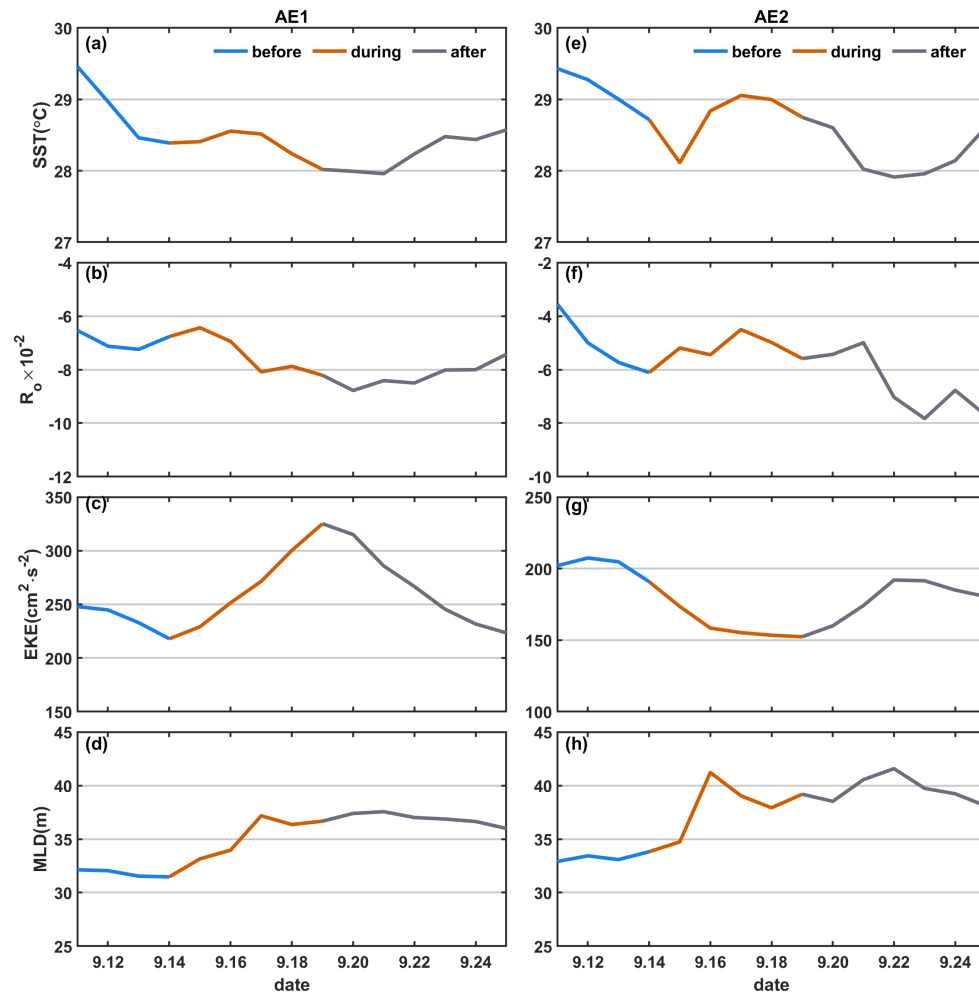 AE1
AE2
(a)
before
during
after
30
29
28
27
SST(°C)
(e)
before
during
after
30
29
28
27
(b)
-4
-6
-8
-10
-12
Ro×10-2
(f)
-2
-4
-6
-8
-10
(c)
350
300
250
200
150
EKE(cm2·s-2)
(g)
250
200
150
100
(d)
45
40
35
30
25
MLD(m)
9.12
9.14
9.16
9.18
9.20
9.22
9.24
date
(h)
45
40
35
30
25
9.12
9.14
9.16
9.18
9.20
9.22
9.24
date